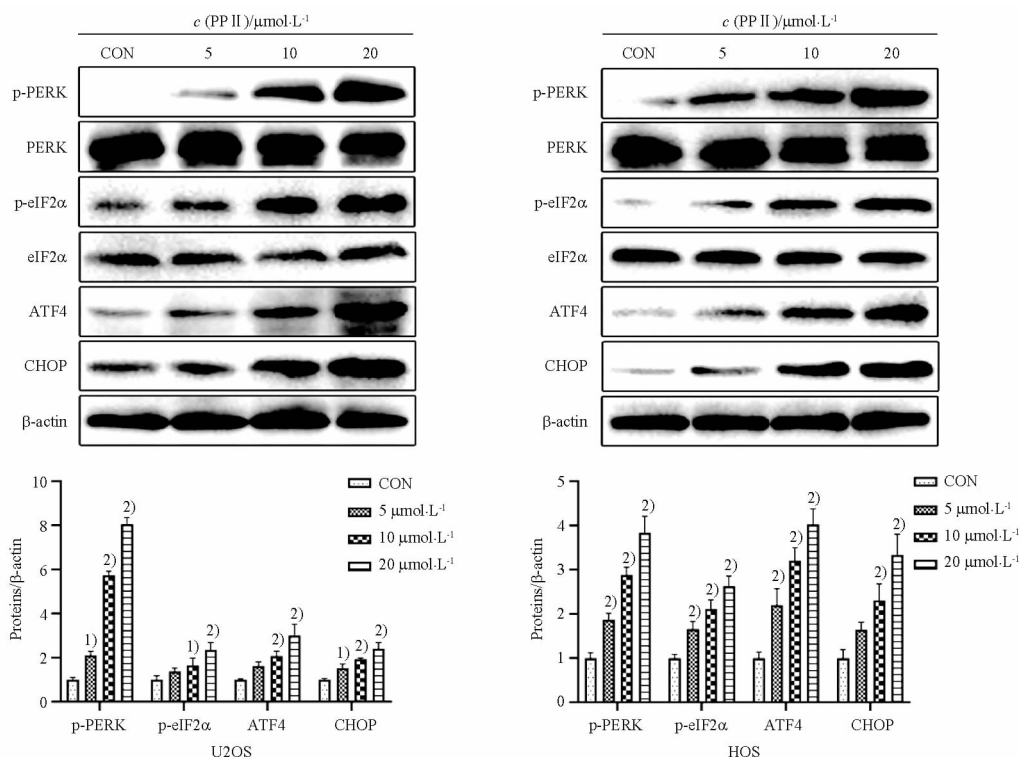 c (PP II)/μmol·L-1
CON 5 10 20
p-PERK
PERK
p-eIF2α
eIF2α
ATF4
CHOP
β-actin
c (PP II)/μmol·L-1
CON 5 10 20
p-PERK
PERK
p-eIF2α
eIF2α
ATF4
CHOP
β-actin
Proteins/β-actin
10
8
6
4
2
0
1) 2) 2)
1) 2)
2) 2)
1) 2) 2)
p-PERK p-eIF2α ATF4 CHOP
U2OS
CON
5 μmol·L-1
10 μmol·L-1
20 μmol·L-1
Proteins/β-actin
5
4
3
2
1
0
2) 2) 2)
2) 2) 2)
2) 2) 2)
1) 2) 2)
p-PERK p-eIF2α ATF4 CHOP
HOS
CON
5 μmol·L-1
10 μmol·L-1
20 μmol·L-1